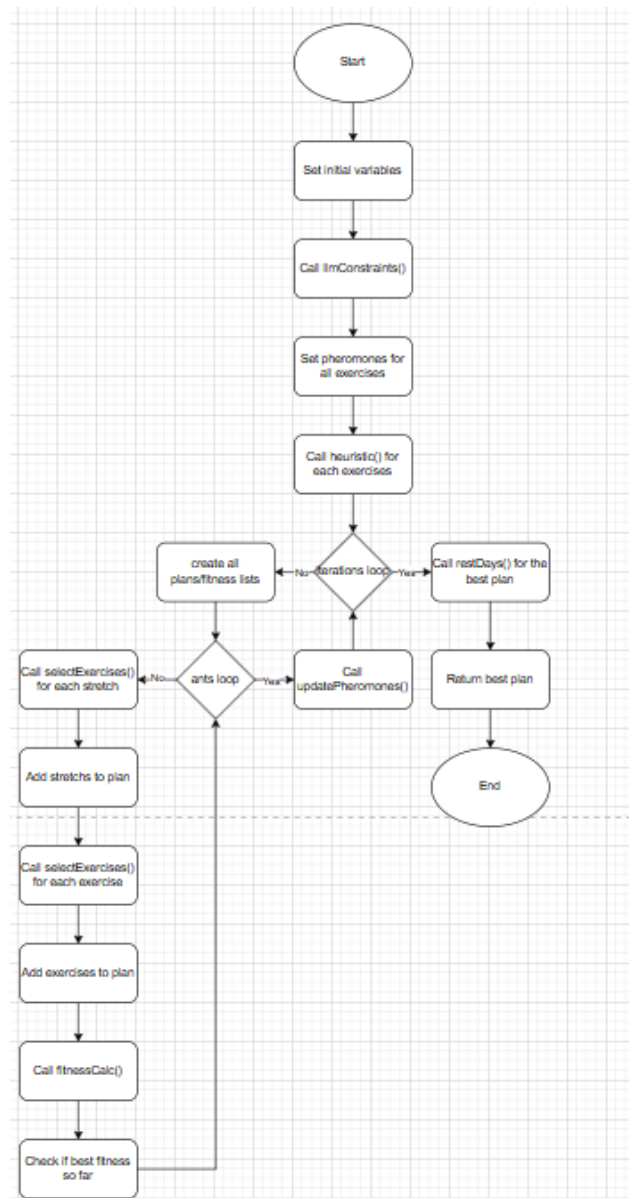 Start
Set initial variables
Call llmConstraints()
Set pheromones for
all exercises
Call heuristic() for
each exercises
iterations loop
No
Yes
create all
plans/fitness lists
Call restDays() for the
best plan
ants loop
No
Yes
Call
updatePheromones()
Return best plan
End
Call selectExercises()
for each stretch
Add stretchs to plan
Call selectExercises()
for each exercise
Add exercises to plan
Call fitnessCalc()
Check if best fitness
so far